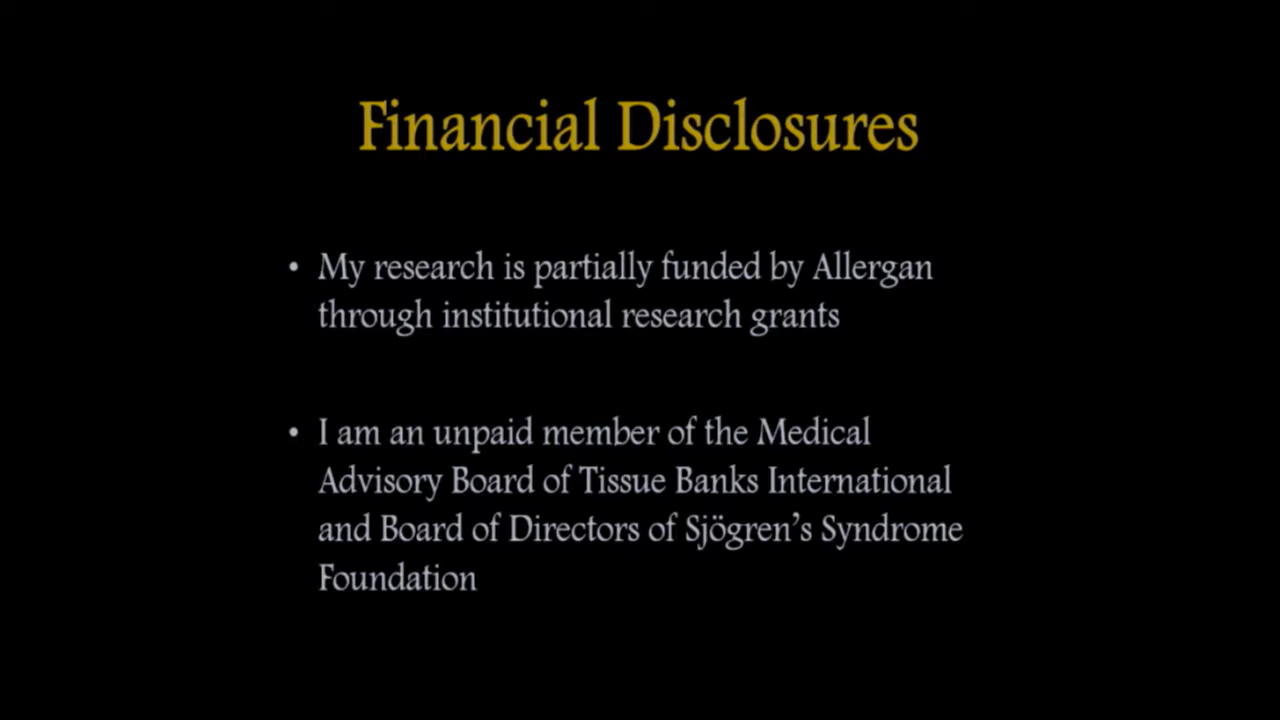 Financial Disclosures
• My research is partially funded by Allergan
through institutional research grants
• I am an unpaid member of the Medical
Advisory Board of Tissue Banks International
and Board of Directors of Sjögren’s Syndrome
Foundation